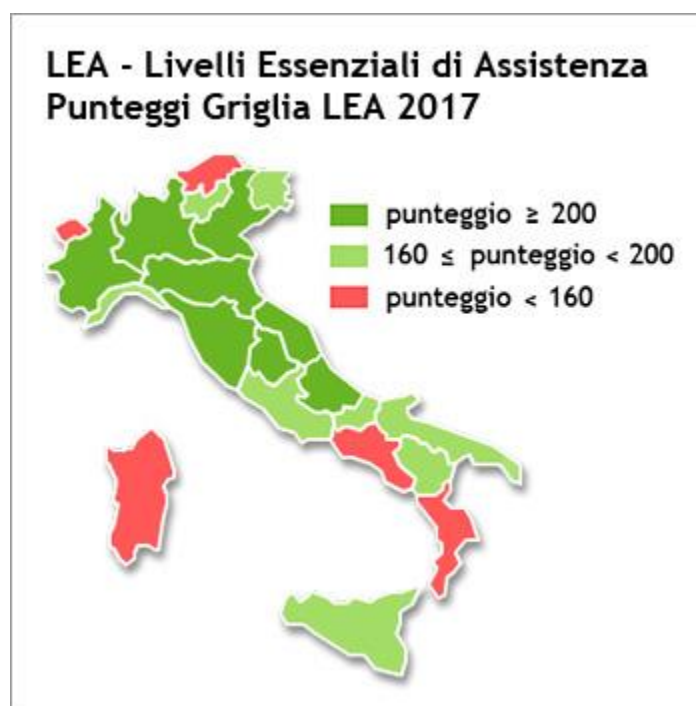 LEA - Livelli Essenziali di Assistenza
Punteggi Griglia LEA 2017
punteggio ≥ 200
160 ≤ punteggio < 200
punteggio < 160